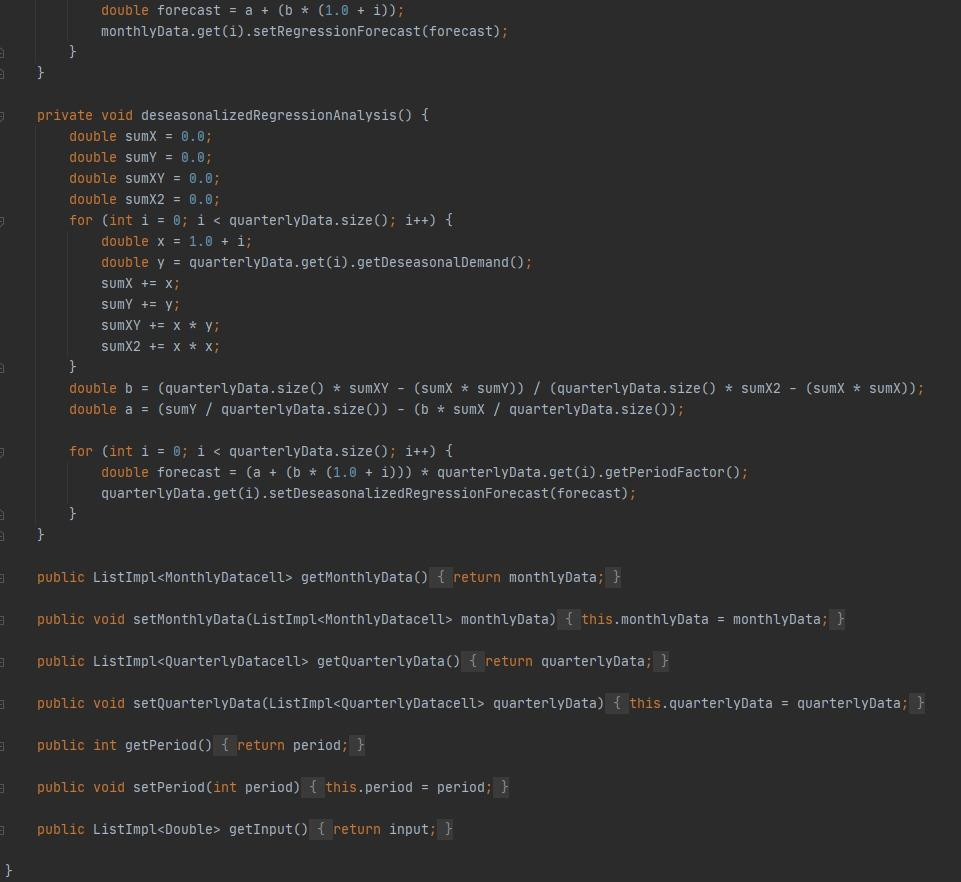 double forecast = a + (b * (1.0 + i));
            monthlyData.get(i).setRegressionForecast(forecast);
        }
    }

    private void deseasonalizedRegressionAnalysis() {
        double sumX = 0.0;
        double sumY = 0.0;
        double sumXY = 0.0;
        double sumX2 = 0.0;
        for (int i = 0; i < quarterlyData.size(); i++) {
            double x = 1.0 + i;
            double y = quarterlyData.get(i).getDeseasonalDemand();
            sumX += x;
            sumY += y;
            sumXY += x * y;
            sumX2 += x * x;
        }
        double b = (quarterlyData.size() * sumXY - (sumX * sumY)) / (quarterlyData.size() * sumX2 - (sumX * sumX));
        double a = (sumY / quarterlyData.size()) - (b * sumX / quarterlyData.size());

        for (int i = 0; i < quarterlyData.size(); i++) {
            double forecast = (a + (b * (1.0 + i))) * quarterlyData.get(i).getPeriodFactor();
            quarterlyData.get(i).setDeseasonalizedRegressionForecast(forecast);
        }
    }

    public ListImpl<MonthlyDatacell> getMonthlyData() { return monthlyData; }

    public void setMonthlyData(ListImpl<MonthlyDatacell> monthlyData) { this.monthlyData = monthlyData; }

    public ListImpl<QuarterlyDatacell> getQuarterlyData() { return quarterlyData; }

    public void setQuarterlyData(ListImpl<QuarterlyDatacell> quarterlyData) { this.quarterlyData = quarterlyData; }

    public int getPeriod() { return period; }

    public void setPeriod(int period) { this.period = period; }

    public ListImpl<Double> getInput() { return input; }

}